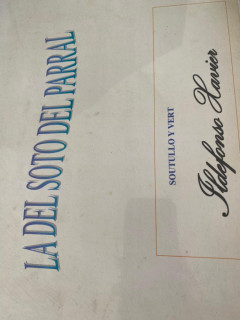 LA DEL SOTO DEL PARRAL
SOUTULLO Y VERT
Ildefonso Xavier